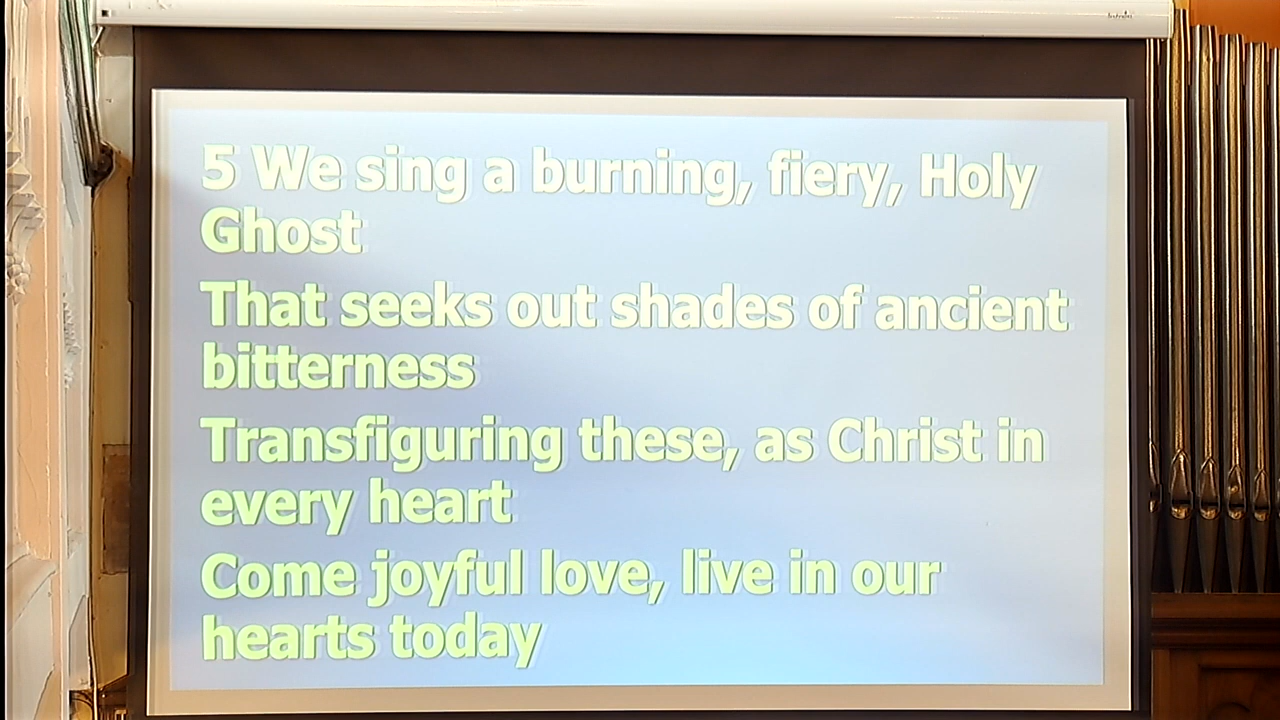 5 We sing a burning, fiery, Holy
Ghost
That seeks out shades of ancient
bitterness
Transfiguring these, as Christ in
every heart
Come joyful love, live in our
hearts today